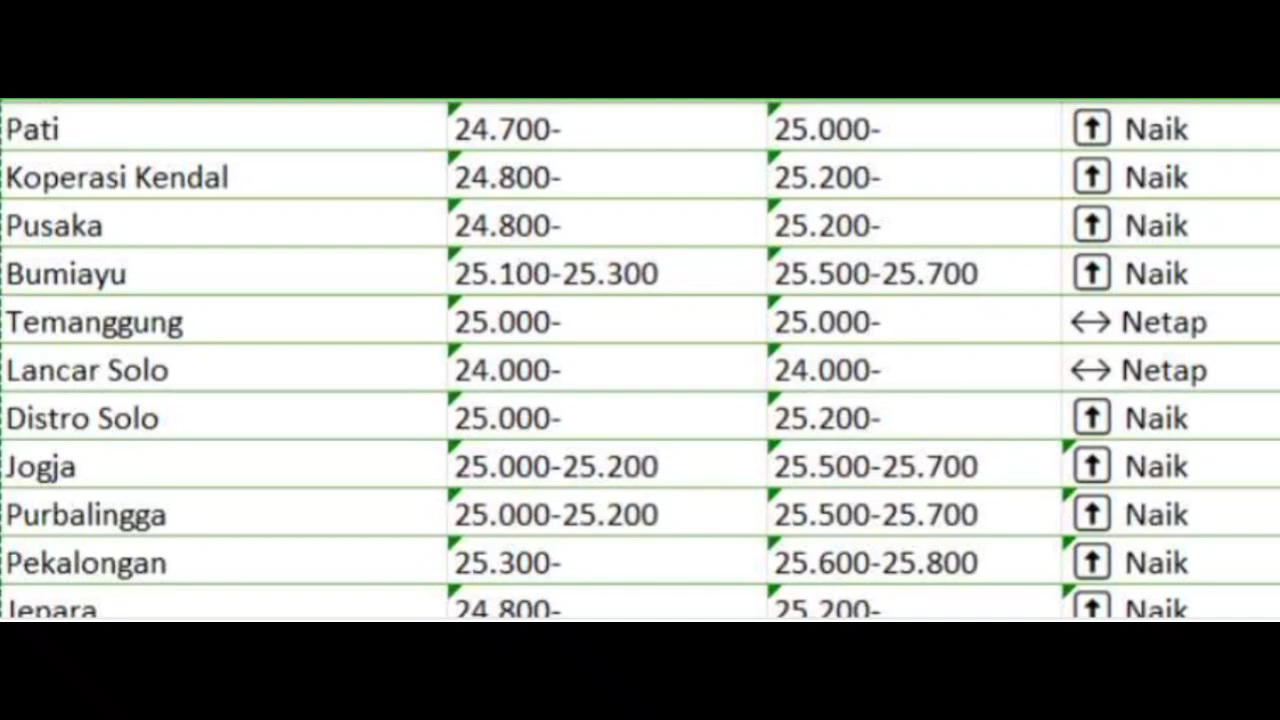 Pati 24.700- 25.000- ↑ Naik
Koperasi Kendal 24.800- 25.200- ↑ Naik
Pusaka 24.800- 25.200- ↑ Naik
Bumiayu 25.100-25.300 25.500-25.700 ↑ Naik
Temanggung 25.000- 25.000- ↔ Netap
Lancar Solo 24.000- 24.000- ↔ Netap
Distro Solo 25.000- 25.200- ↑ Naik
Jogja 25.000-25.200 25.500-25.700 ↑ Naik
Purbalingga 25.000-25.200 25.500-25.700 ↑ Naik
Pekalongan 25.300- 25.600-25.800 ↑ Naik
Jepara 24.800- 25.200- ↑ Naik